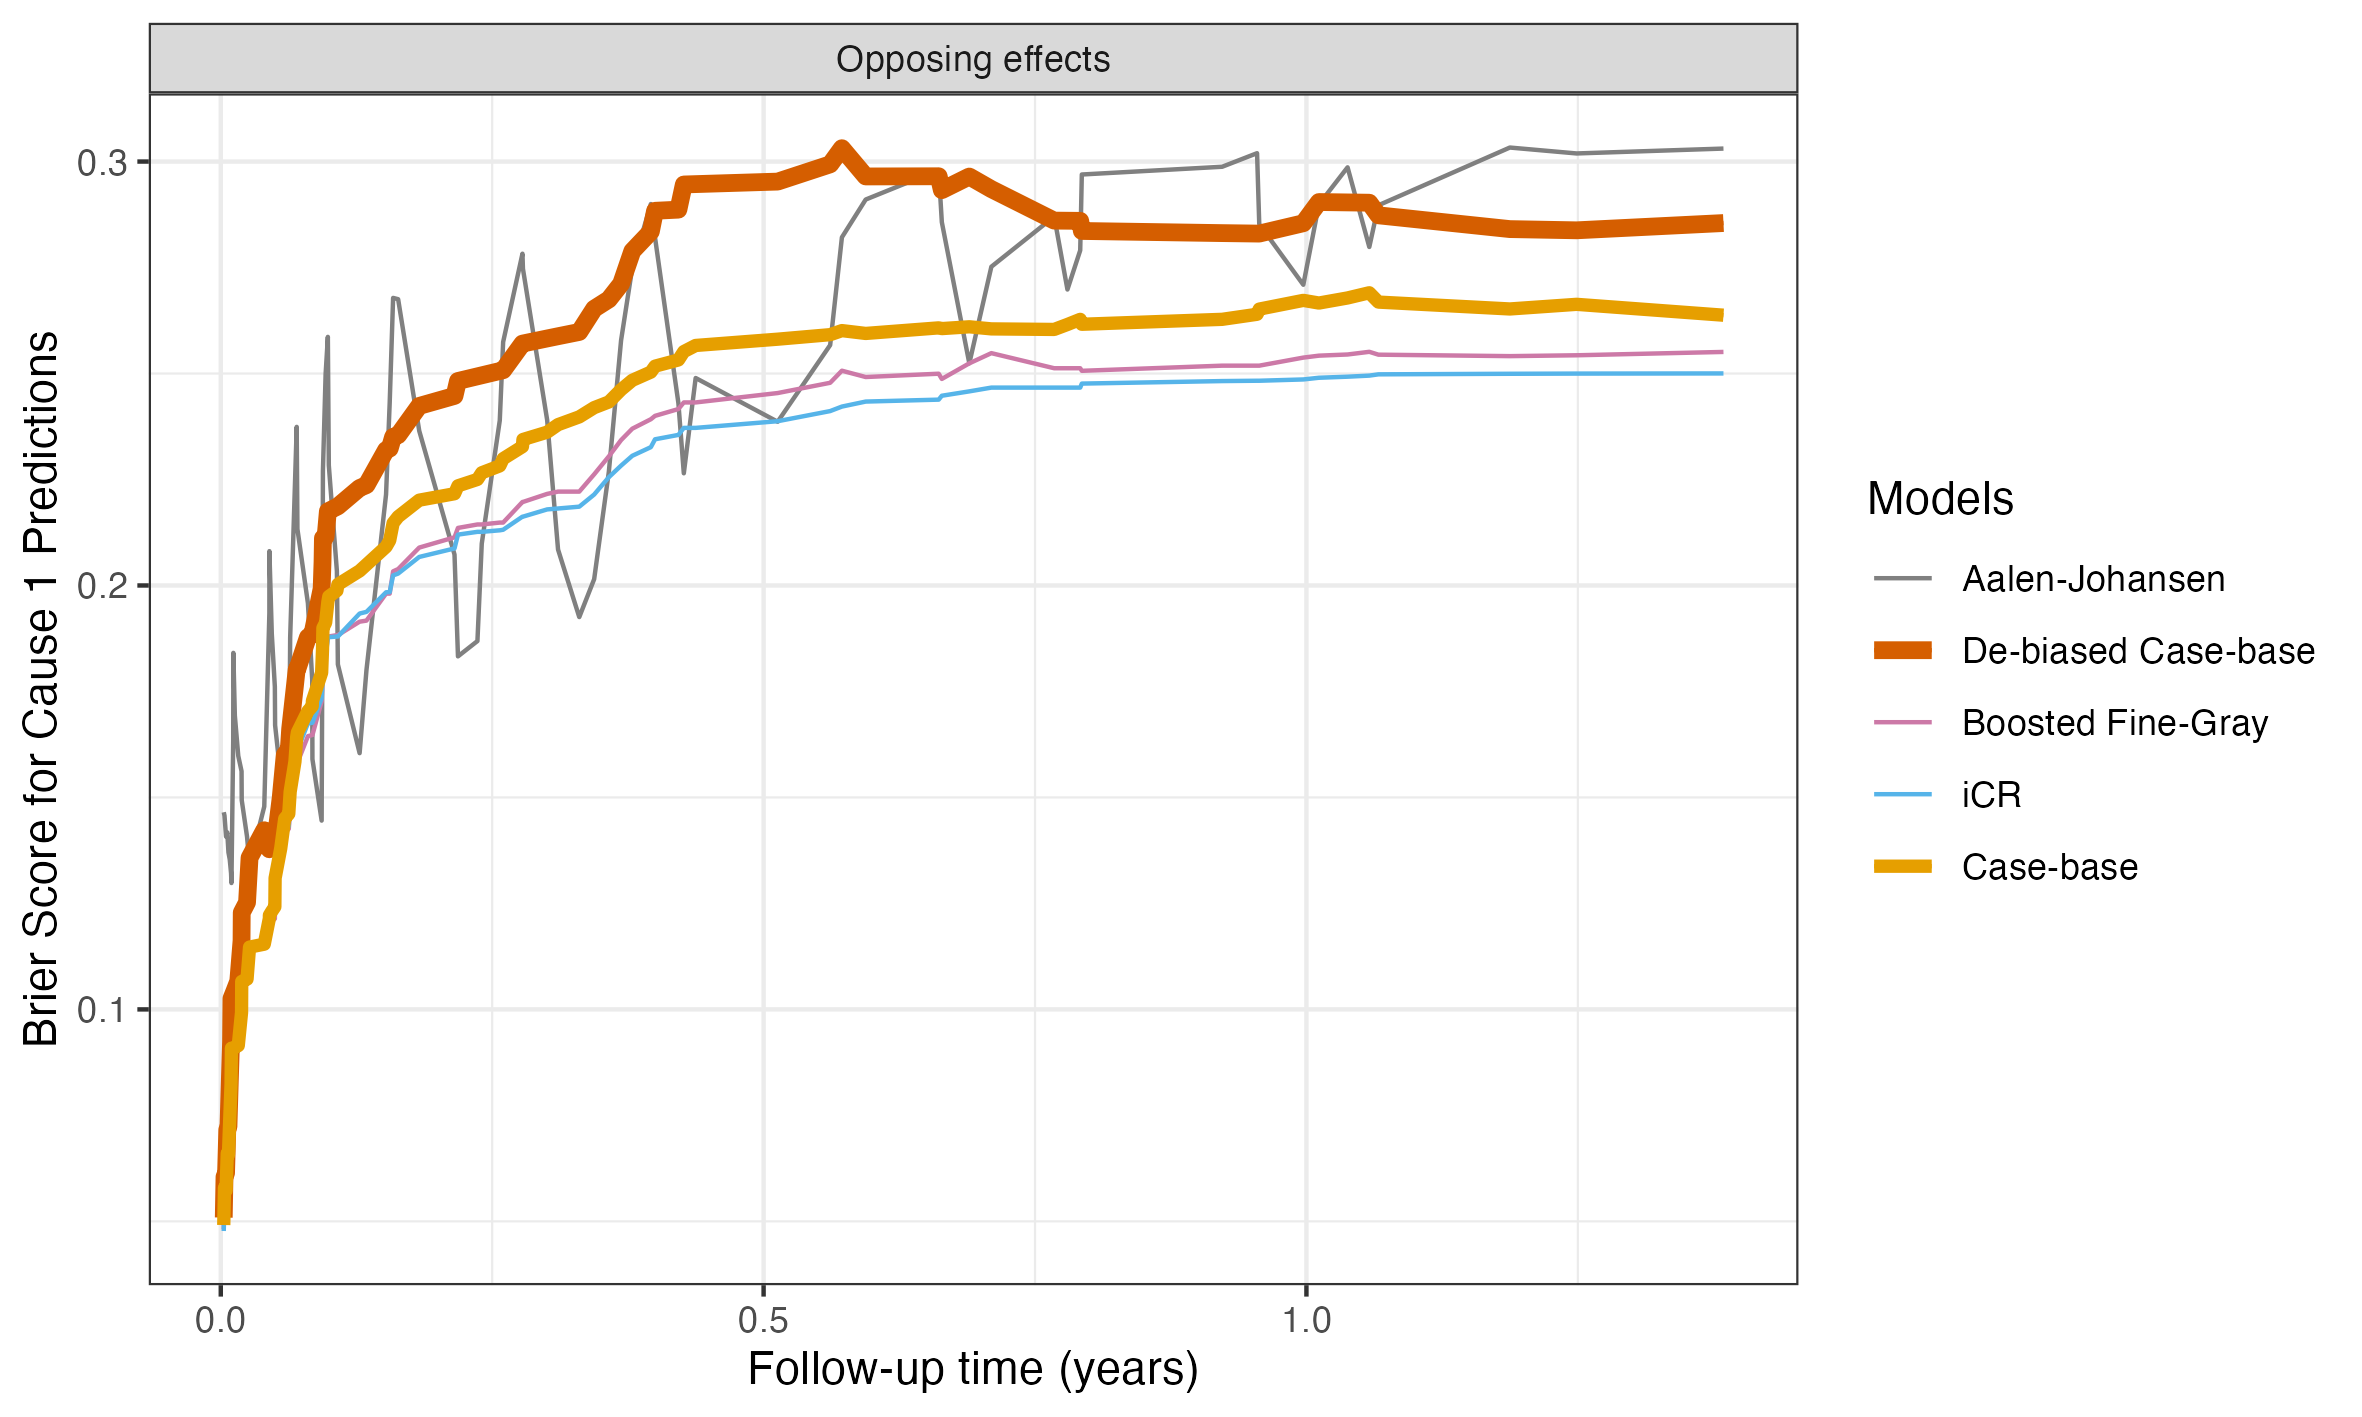 Opposing effects
Brier Score for Cause 1 Predictions
0.3
0.2
0.1
0.0
0.5
1.0
Follow-up time (years)
Models
Aalen-Johansen
De-biased Case-base
Boosted Fine-Gray
iCR
Case-base